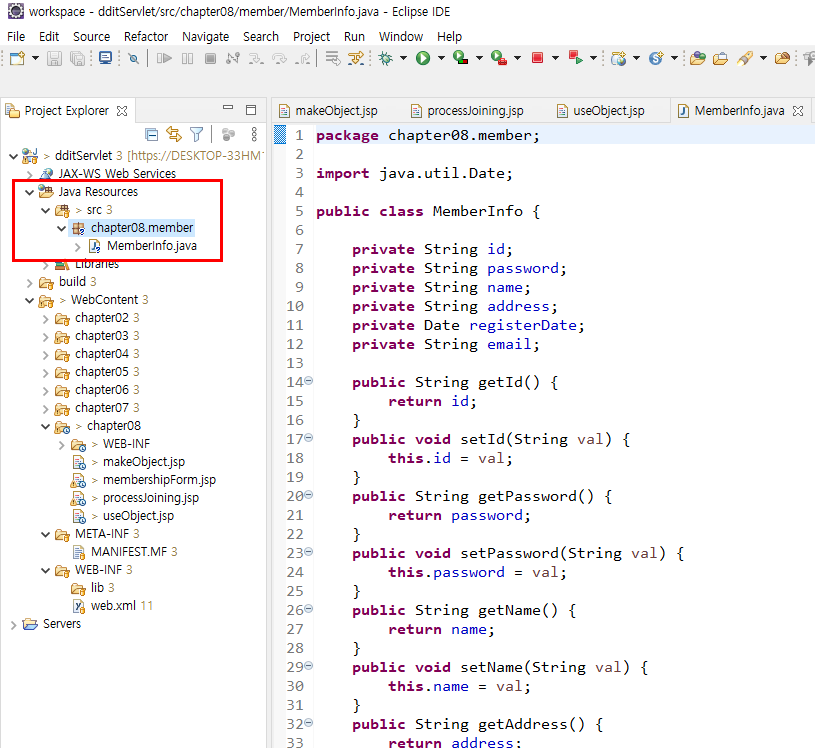 workspace - dditServlet/src/chapter08/member/MemberInfo.java - Eclipse IDE
File Edit Source Refactor Navigate Search Project Run Window Help
Project Explorer
> dditServlet 3 [https://DESKTOP-33HM
JAX-WS Web Services
Java Resources
> src 3
chapter08.member
MemberInfo.java
Libraries
build 3
> WebContent 3
chapter02 3
chapter03 3
chapter04 3
chapter05 3
chapter06 3
chapter07 3
> chapter08
> WEB-INF
> makeObject.jsp
> membershipForm.jsp
> processJoining.jsp
> useObject.jsp
META-INF 3
MANIFEST.MF 3
WEB-INF 3
lib 3
web.xml 11
Servers
makeObject.jsp processJoining.jsp useObject.jsp MemberInfo.java
1 package chapter08.member;
2
3 import java.util.Date;
4
5 public class MemberInfo {
6
7 private String id;
8 private String password;
9 private String name;
10 private String address;
11 private Date registerDate;
12 private String email;
13
14 public String getId() {
15 return id;
16 }
17 public void setId(String val) {
18 this.id = val;
19 }
20 public String getPassword() {
21 return password;
22 }
23 public void setPassword(String val) {
24 this.password = val;
25 }
26 public String getName() {
27 return name;
28 }
29 public void setName(String val) {
30 this.name = val;
31 }
32 public String getAddress() {
33 return address;